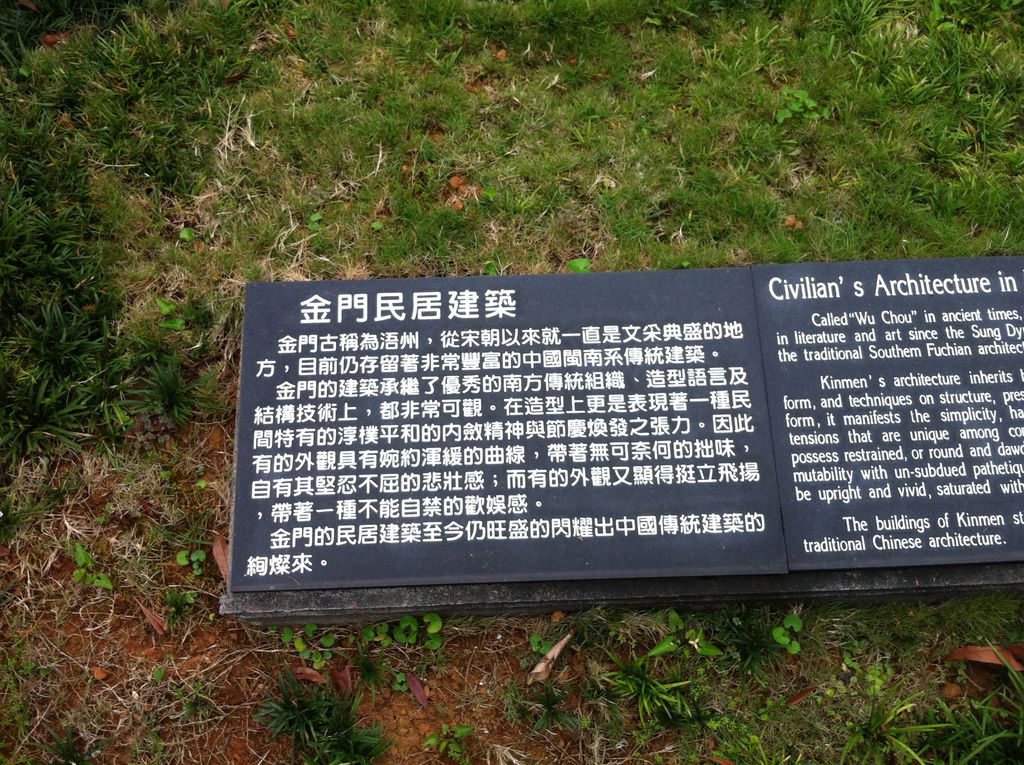 金門民居建築
金門古稱為浯州，從宋朝以來就一直是文采典盛的地
方，目前仍存留著非常豐富的中國閩南系傳統建築。
金門的建築承繼了優秀的南方傳統組織、造型語言及
結構技術上，都非常可觀。在造型上更是表現著一種民
間特有的淳樸平和的內斂精神與節慶煥發之張力。因此
有的外觀具有婉約渾緩的曲線，帶著無可奈何的拙味，
自有其堅忍不屈的悲壯感；而有的外觀又顯得挺立飛揚
，帶著一種不能自禁的歡娛感。
金門的民居建築至今仍旺盛的閃耀出中國傳統建築的
絢燦來。
Civilian's Architecture in
Called "Wu Chou" in ancient times,
in literature and art since the Sung
the traditional Southern Fuchian
Kinmen's architecture inherits
form, and techniques on structure,
form, it manifests the simplicity,
tensions that are unique among
possess restrained, or round and
mutability with un-subdued
be upright and vivid, saturated
The buildings of Kinmen
traditional Chinese architecture.